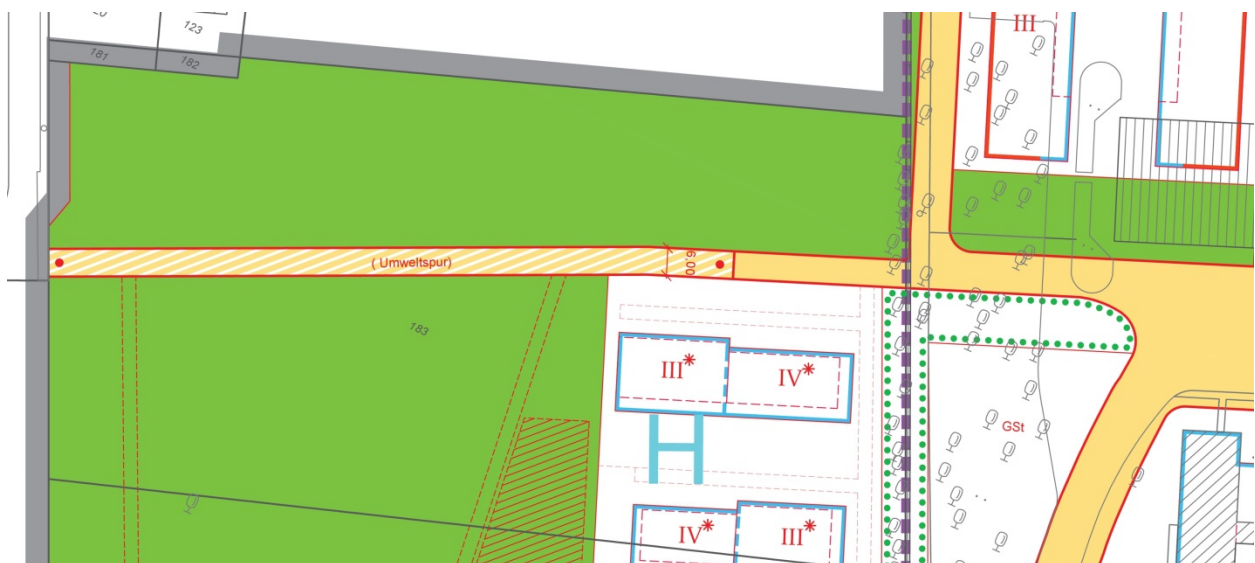 123
III
181
182
( Umweltspur)
6.00
183
III*
IV*
GSt
H
IV*
III*